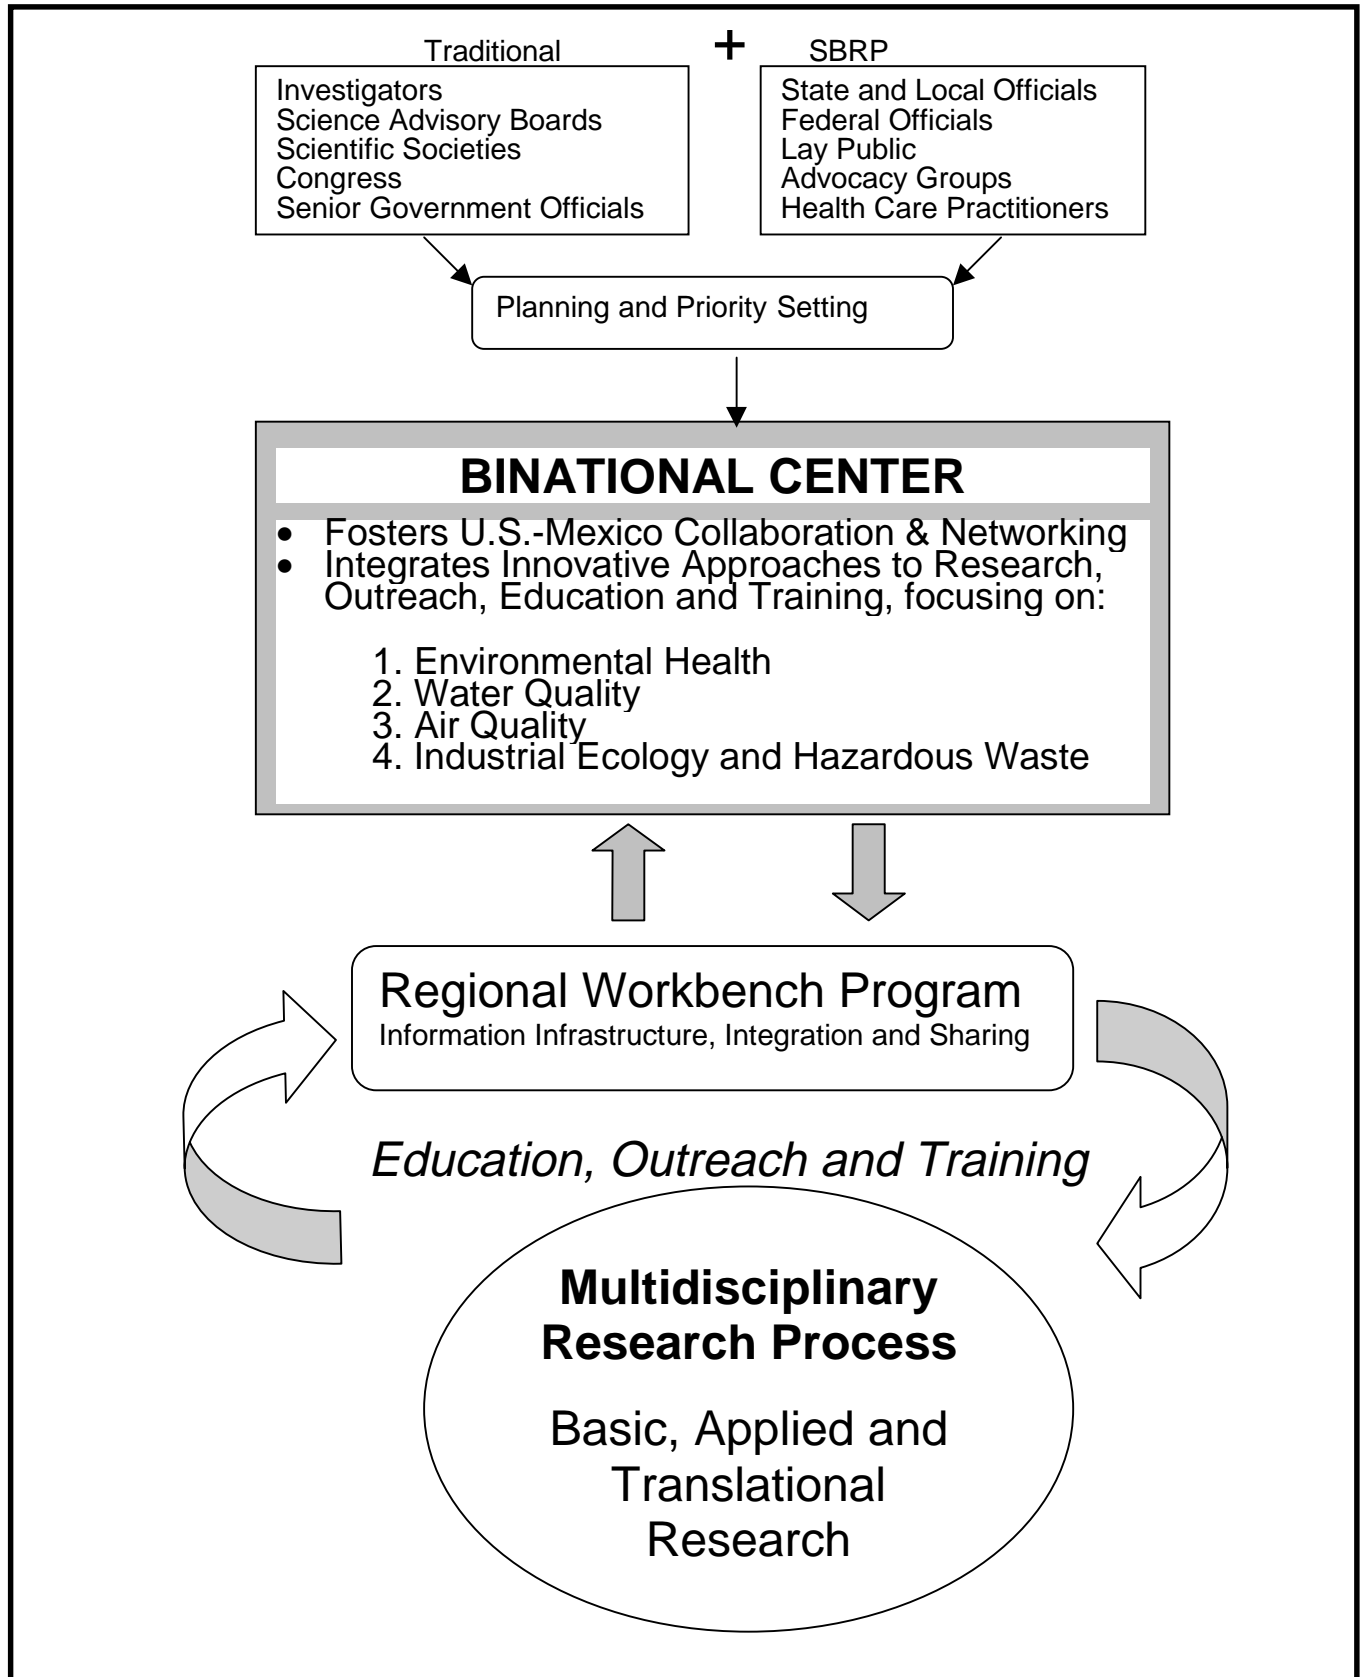 Traditional + SBRP
Investigators
Science Advisory Boards
Scientific Societies
Congress
Senior Government Officials
State and Local Officials
Federal Officials
Lay Public
Advocacy Groups
Health Care Practitioners
Planning and Priority Setting
BINATIONAL CENTER
• Fosters U.S.-Mexico Collaboration & Networking
• Integrates Innovative Approaches to Research,
Outreach, Education and Training, focusing on:
1. Environmental Health
2. Water Quality
3. Air Quality
4. Industrial Ecology and Hazardous Waste
Regional Workbench Program
Information Infrastructure, Integration and Sharing
Education, Outreach and Training
Multidisciplinary
Research Process
Basic, Applied and
Translational
Research